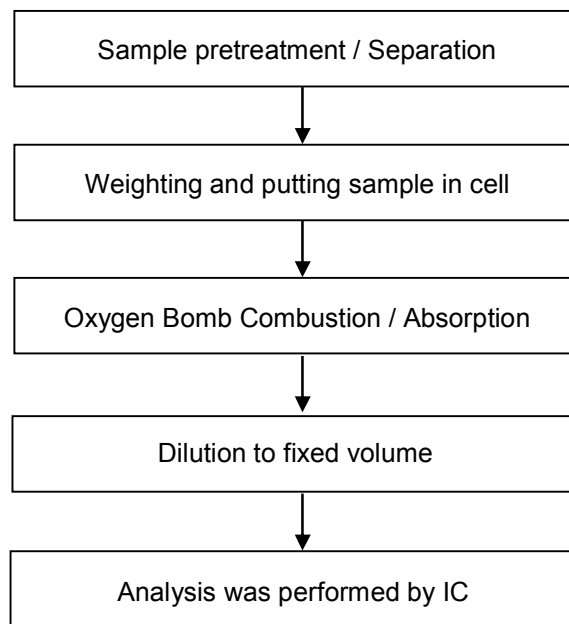 Sample pretreatment / Separation
Weighting and putting sample in cell
Oxygen Bomb Combustion / Absorption
Dilution to fixed volume
Analysis was performed by IC